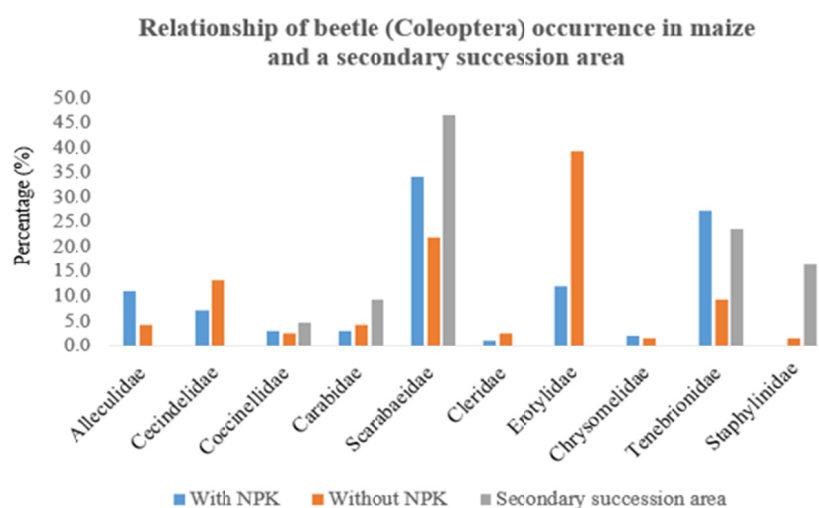 Relationship of beetle (Coleoptera) occurrence in maize
and a secondary succession area
Percentage (%)
50.0
45.0
40.0
35.0
30.0
25.0
20.0
15.0
10.0
5.0
0.0
Alleculidae
Cecindelidae
Coccinellidae
Carabidae
Scarabaeidae
Cleridae
Erotylidae
Chrysomelidae
Tenebrionidae
Staphylinidae
With NPK Without NPK Secondary succession area